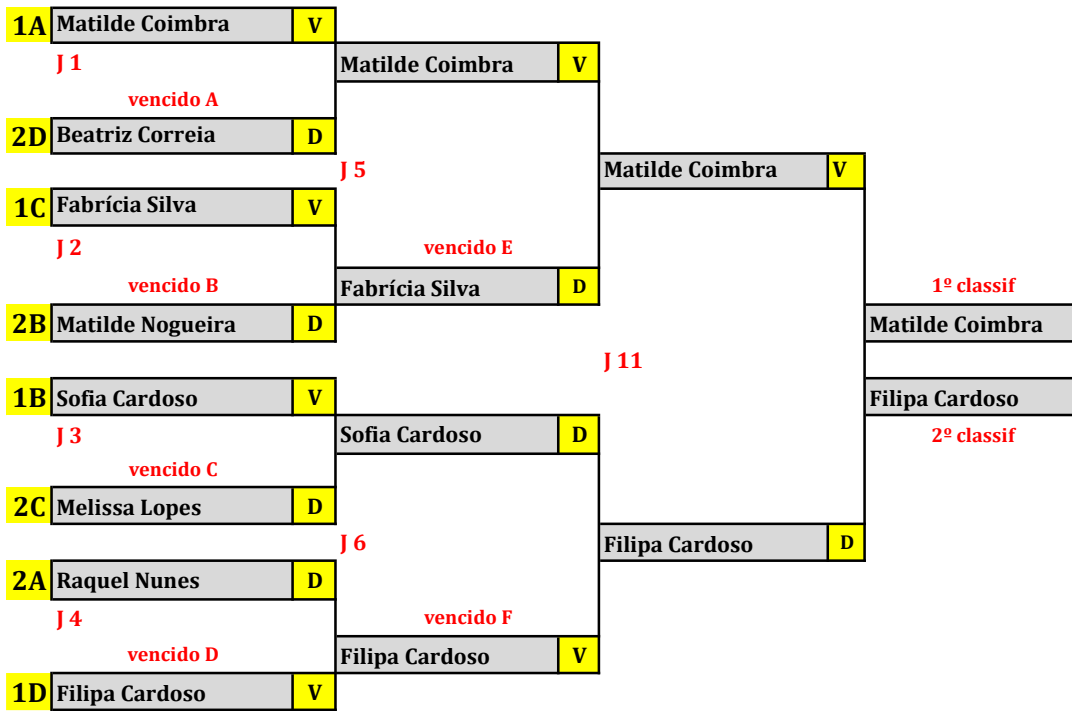 1A Matilde Coimbra V
J 1
Matilde Coimbra V
vencido A
2D Beatriz Correia D
J 5
Matilde Coimbra V
1C Fabrícia Silva V
J 2
vencido E
vencido B
Fabrícia Silva D
1º classif
2B Matilde Nogueira D
Matilde Coimbra
J 11
1B Sofia Cardoso V
Filipa Cardoso
J 3
Sofia Cardoso D
2º classif
vencido C
2C Melissa Lopes D
J 6
Filipa Cardoso D
2A Raquel Nunes D
J 4
vencido F
vencido D
Filipa Cardoso V
1D Filipa Cardoso V